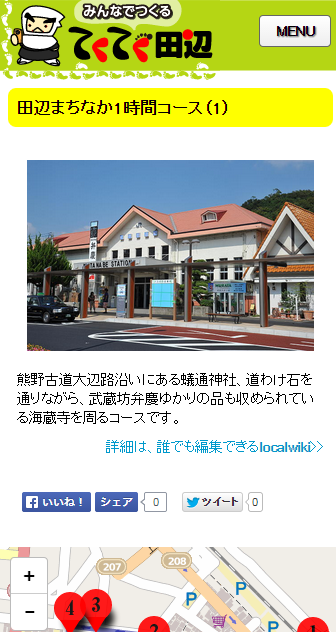 みんなでつくる
てくてく田辺
MENU
田辺まちなか1時間コース（1）
TANABE STATION
熊野古道大辺路沿いにある蟻通神社、道わけ石を
通りながら、武蔵坊弁慶ゆかりの品も収められてい
る海蔵寺を周るコースです。
詳細は、誰でも編集できるlocalwiki>>
いいね！ シェア 0 ツイート 0
+
−
207
208
P
P
P
4
3
2
1